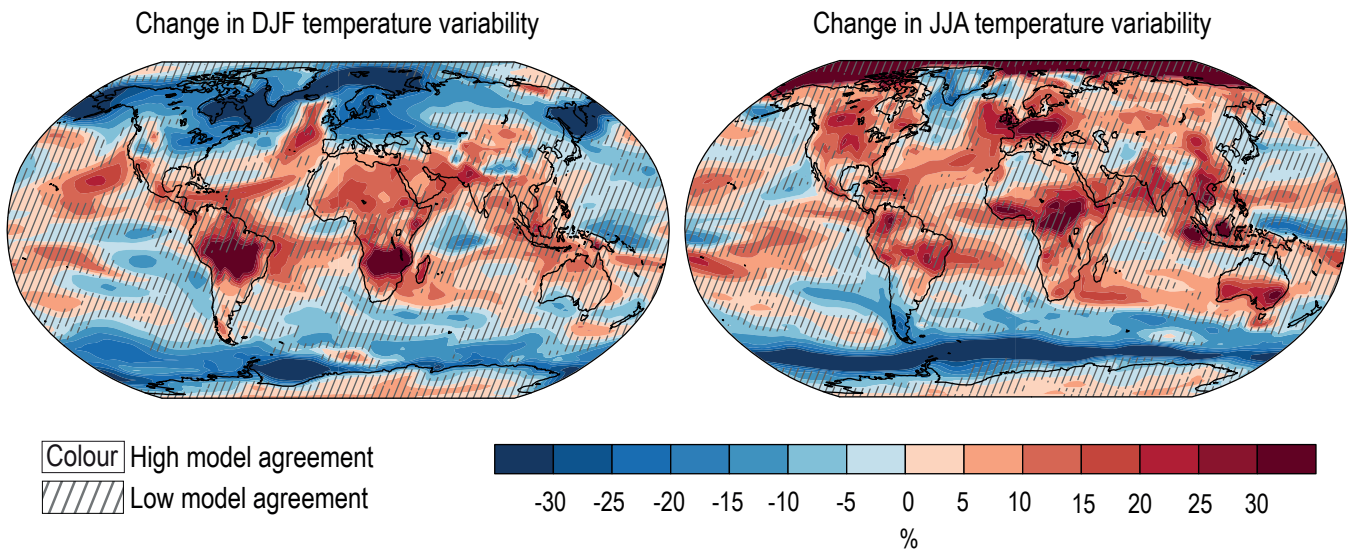 Change in DJF temperature variability
Change in JJA temperature variability
Colour High model agreement
Low model agreement
-30 -25 -20 -15 -10 -5 0 5 10 15 20 25 30
%